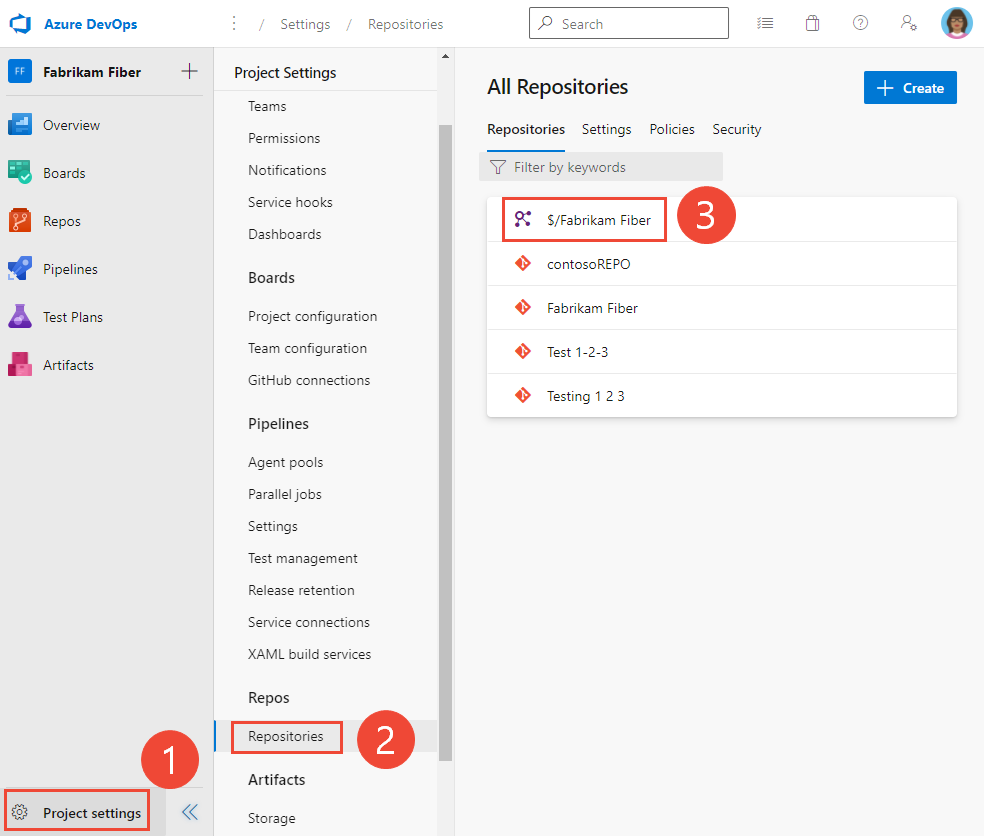 Azure DevOps
/ Settings / Repositories
Search
FF Fabrikam Fiber
Overview
Boards
Repos
Pipelines
Test Plans
Artifacts
1
Project settings
Project Settings
Teams
Permissions
Notifications
Service hooks
Dashboards
Boards
Project configuration
Team configuration
GitHub connections
Pipelines
Agent pools
Parallel jobs
Settings
Test management
Release retention
Service connections
XAML build services
Repos
Repositories 2
Artifacts
Storage
All Repositories
Create
Repositories Settings Policies Security
Filter by keywords
$/Fabrikam Fiber 3
contosoREPO
Fabrikam Fiber
Test 1-2-3
Testing 1 2 3